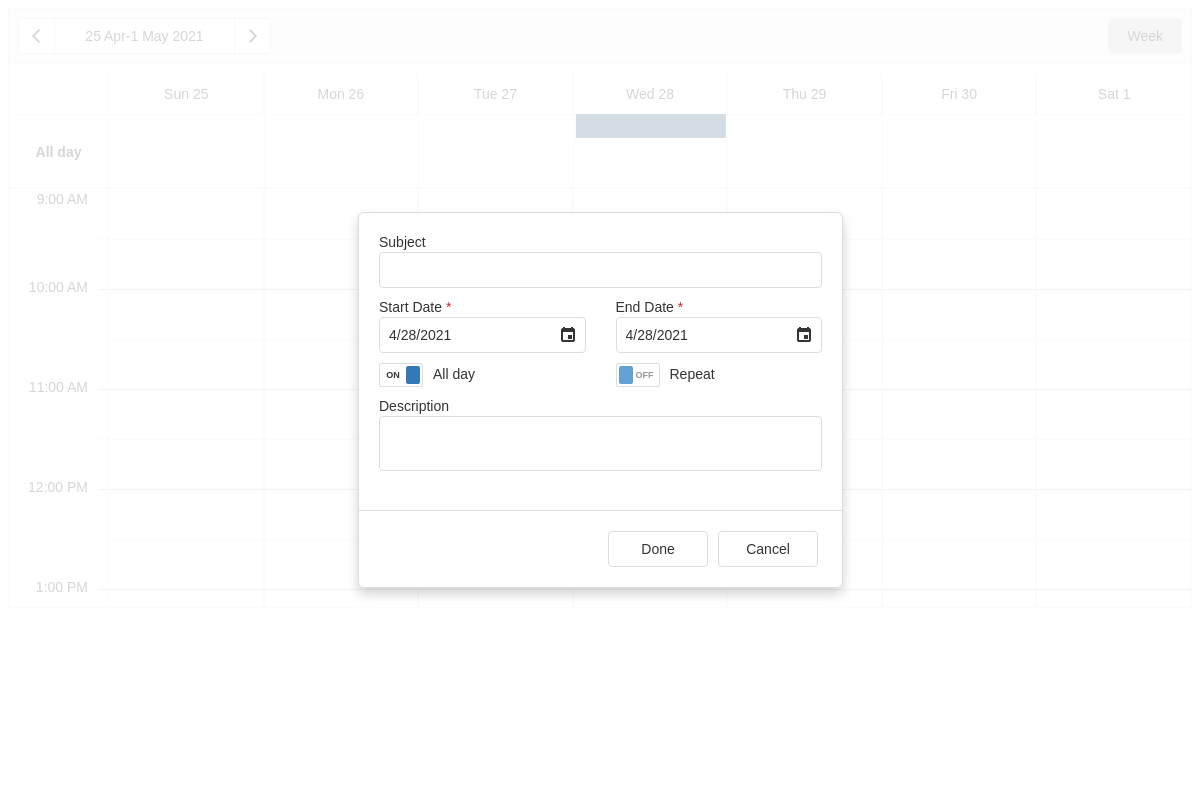 25 Apr-1 May 2021
Week
Sun 25
Mon 26
Tue 27
Wed 28
Thu 29
Fri 30
Sat 1
All day
9:00 AM
10:00 AM
11:00 AM
12:00 PM
1:00 PM
Subject
Start Date *
End Date *
4/28/2021
4/28/2021
ON
All day
OFF
Repeat
Description
Done
Cancel